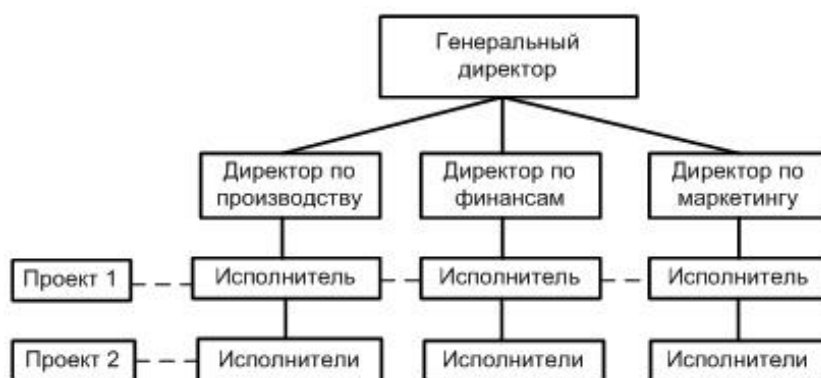 Генеральный
директор
Директор по
производству
Директор по
финансам
Директор по
маркетингу
Проект 1
Исполнитель
Исполнитель
Исполнитель
Проект 2
Исполнители
Исполнители
Исполнители